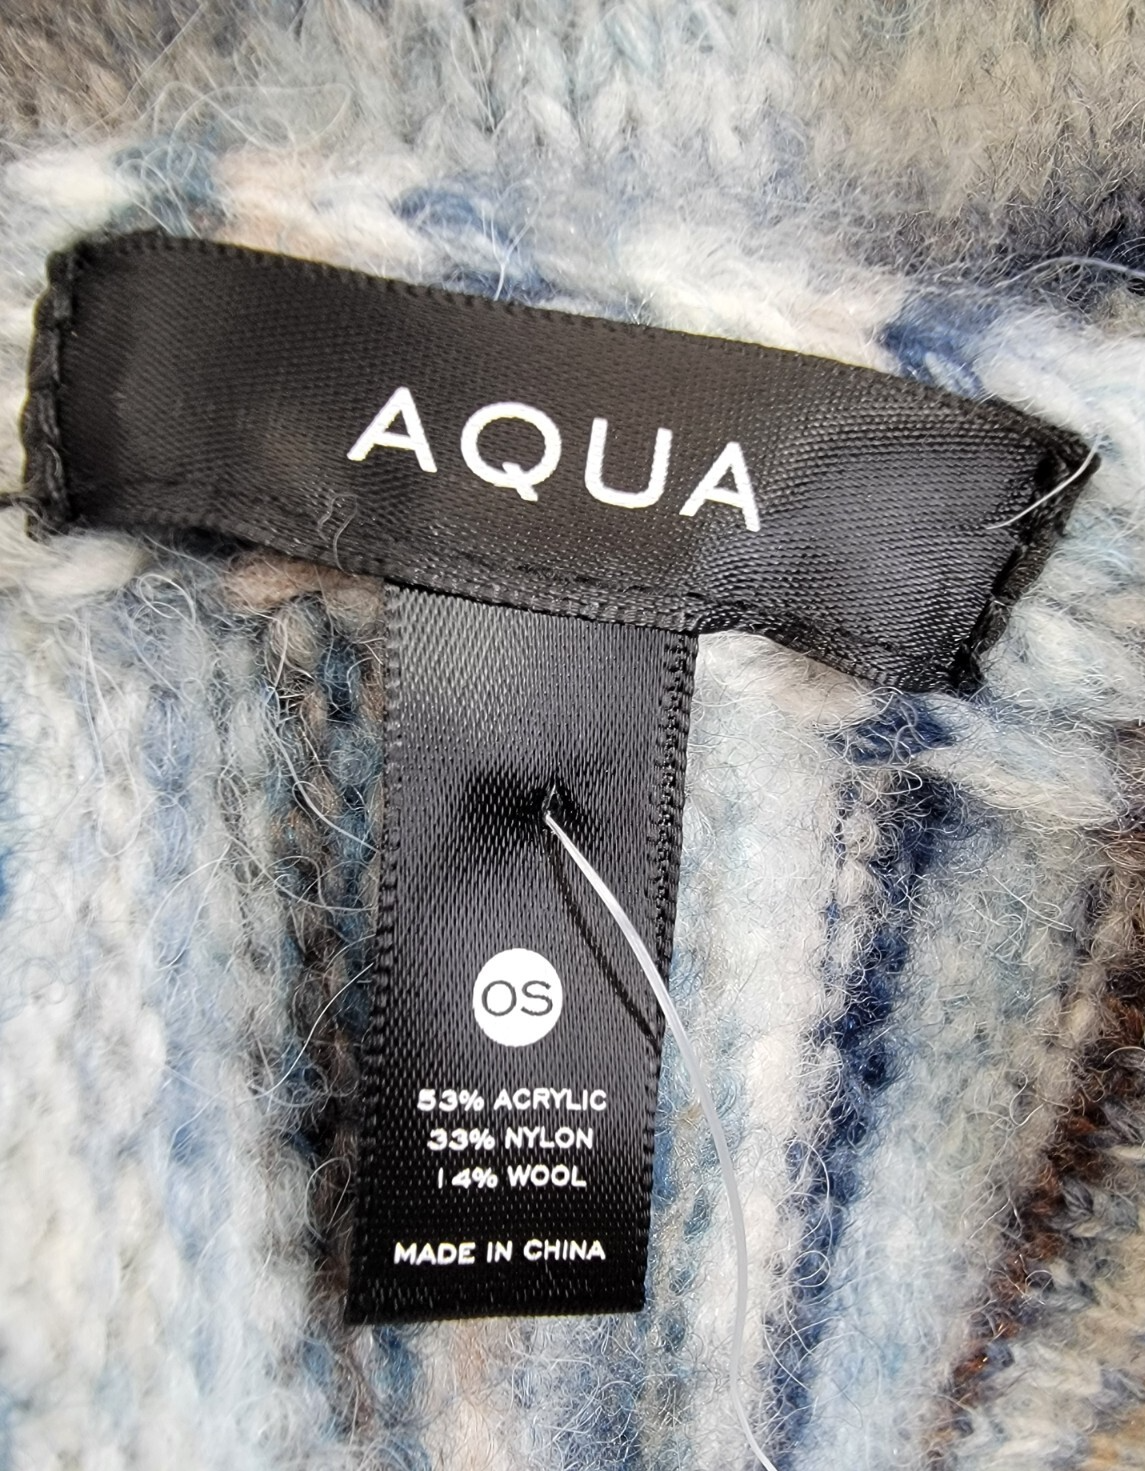 AQUA
OS
53% ACRYLIC
33% NYLON
14% WOOL
MADE IN CHINA